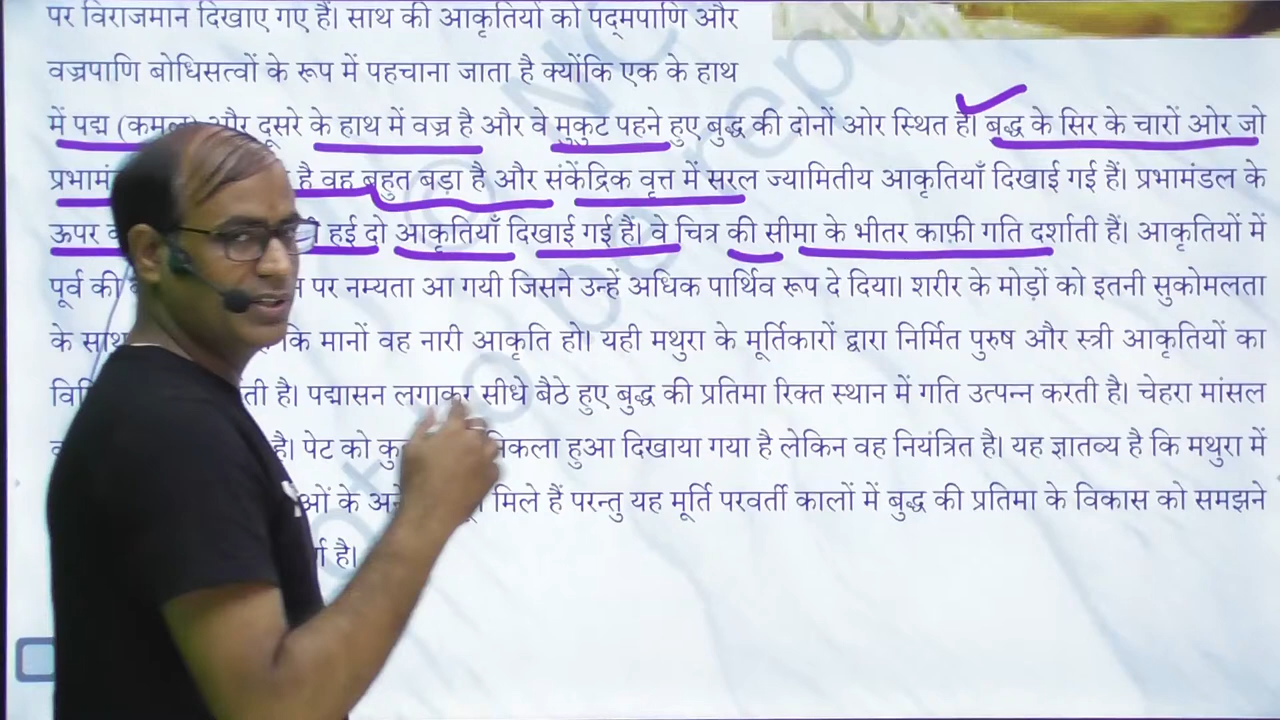 पर विराजमान दिखाए गए हैं। साथ की आकृतियों को पद्मपाणि और
वज्रपाणि बोधिसत्वों के रूप में पहचाना जाता है क्योंकि एक के हाथ
में पद्म (कमल) और दूसरे के हाथ में वज्र है और वे मुकुट पहने हुए बुद्ध की दोनों ओर स्थित हैं। बुद्ध के सिर के चारों ओर जो
है वह बहुत बड़ा है और संकेंद्रिक वृत्त में सरल ज्यामितीय आकृतियाँ दिखाई गई हैं। प्रभामंडल के
ऊपर हुई दो आकृतियाँ दिखाई गई हैं। वे चित्र की सीमा के भीतर काफ़ी गति दर्शाती हैं। आकृतियों में
पूर्व की पर नम्यता आ गयी जिसने उन्हें अधिक पार्थिव रूप दे दिया। शरीर के मोड़ों को इतनी सुकोमलता
के साथ कि मानों वह नारी आकृति हो। यही मथुरा के मूर्तिकारों द्वारा निर्मित पुरुष और स्त्री आकृतियों का
है। पद्मासन लगाकर सीधे बैठे हुए बुद्ध की प्रतिमा रिक्त स्थान में गति उत्पन्न करती है। चेहरा मांसल
है। पेट को निकला हुआ दिखाया गया है लेकिन वह नियंत्रित है। यह ज्ञातव्य है कि मथुरा में
के मिले हैं परन्तु यह मूर्ति परवर्ती कालों में बुद्ध की प्रतिमा के विकास को समझने
है।